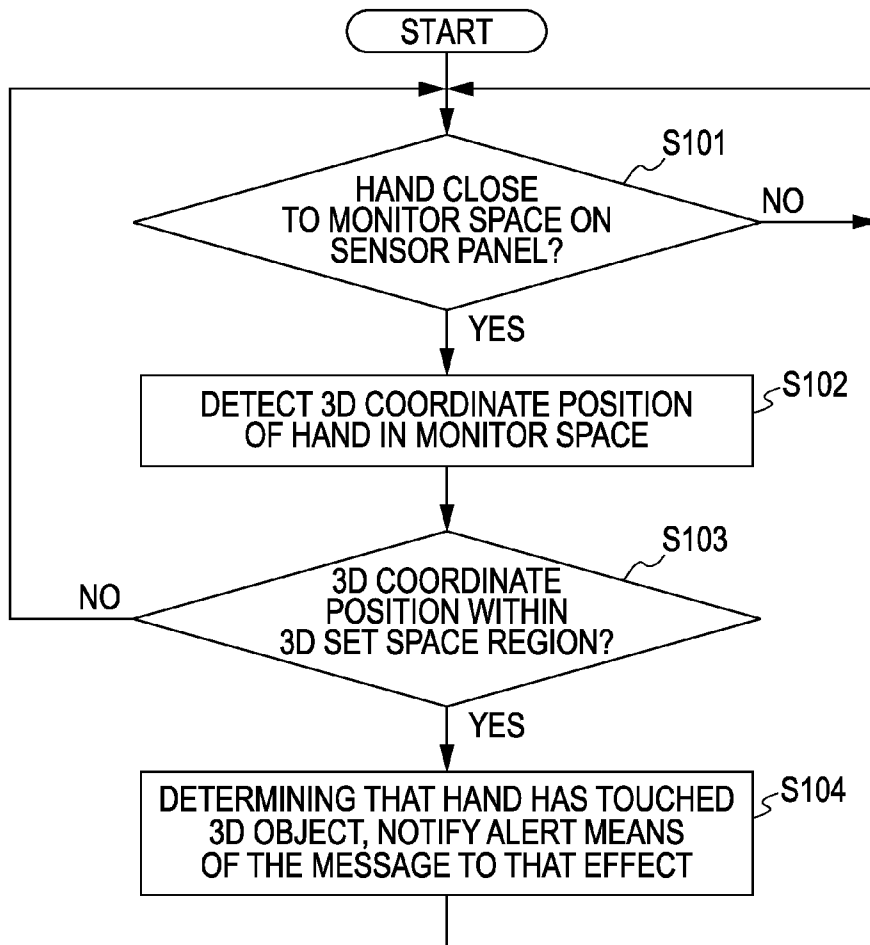 START
S101
HAND CLOSE
TO MONITOR SPACE ON
SENSOR PANEL?
NO
YES
S102
DETECT 3D COORDINATE POSITION
OF HAND IN MONITOR SPACE
S103
3D COORDINATE
POSITION WITHIN
3D SET SPACE REGION?
NO
YES
S104
DETERMINING THAT HAND HAS TOUCHED
3D OBJECT, NOTIFY ALERT MEANS
OF THE MESSAGE TO THAT EFFECT